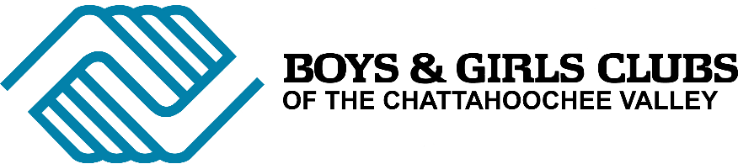 BOYS & GIRLS CLUBS
OF THE CHATTAHOOCHEE VALLEY